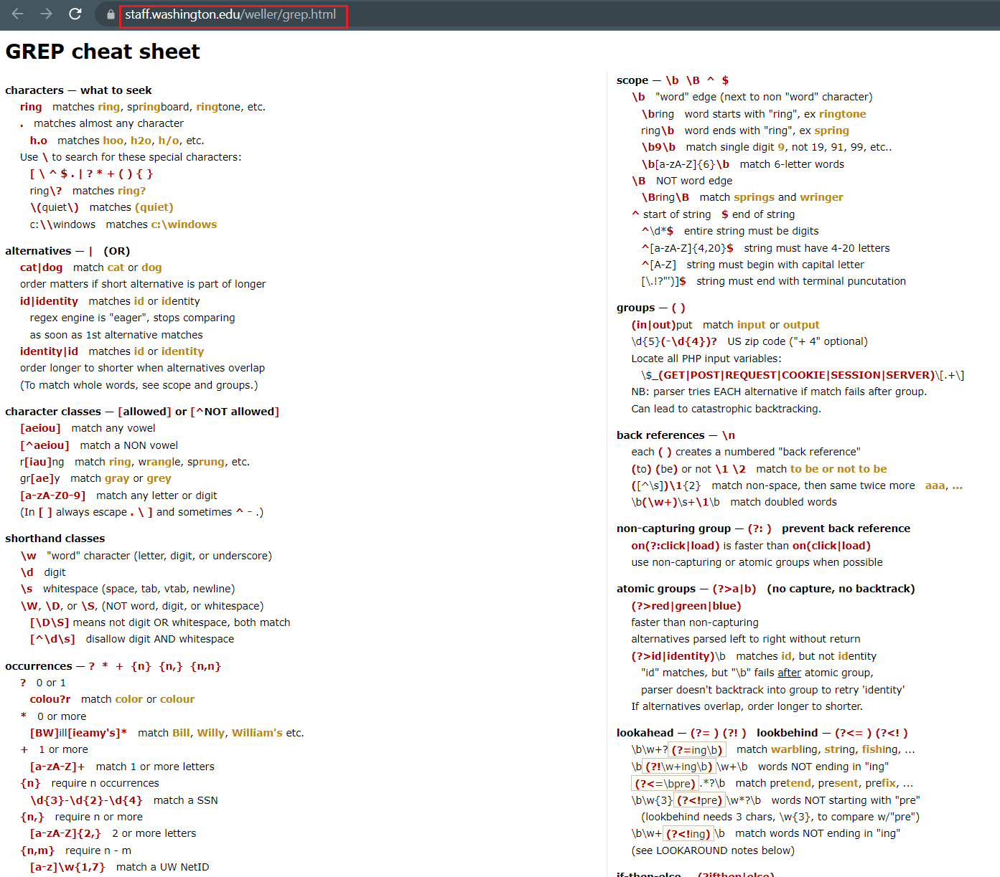 staff.washington.edu/weller/grep.html
GREP cheat sheet
characters — what to seek
ring matches ring, springboard, ringtone, etc.
. matches almost any character
h.o matches hoo, h2o, h/o, etc.
Use \ to search for these special characters:
[ \ ^ $ . | ? * + ( ) { }
ring\? matches ring?
\(quiet\) matches (quiet)
c:\\windows matches c:\windows
alternatives — | (OR)
cat|dog match cat or dog
order matters if short alternative is part of longer
id|identity matches id or identity
regex engine is "eager", stops comparing
as soon as 1st alternative matches
identity|id matches id or identity
order longer to shorter when alternatives overlap
(To match whole words, see scope and groups.)
character classes — [allowed] or [^NOT allowed]
[aeiou] match any vowel
[^aeiou] match a NON vowel
r[iau]ng match ring, wrangle, sprung, etc.
gr[ae]y match gray or grey
[a-zA-Z0-9] match any letter or digit
(In [ ] always escape . \ ] and sometimes ^ - .)
shorthand classes
\w "word" character (letter, digit, or underscore)
\d digit
\s whitespace (space, tab, vtab, newline)
\W, \D, or \S, (NOT word, digit, or whitespace)
[\D\S] means not digit OR whitespace, both match
[^\d\s] disallow digit AND whitespace
occurrences — ? * + {n} {n,} {n,n}
? 0 or 1
colou?r match color or colour
* 0 or more
[BW]ill[ieamy's]* match Bill, Willy, William's etc.
+ 1 or more
[a-zA-Z]+ match 1 or more letters
{n} require n occurrences
\d{3}-\d{2}-\d{4} match a SSN
{n,} require n or more
[a-zA-Z]{2,} 2 or more letters
{n,m} require n - m
[a-z]\w{1,7} match a UW NetID
scope — \b \B ^ $
\b "word" edge (next to non "word" character)
\bring word starts with "ring", ex ringtone
ring\b word ends with "ring", ex spring
\b9\b match single digit 9, not 19, 91, 99, etc..
\b[a-zA-Z]{6}\b match 6-letter words
\B NOT word edge
\Bring\B match springs and wringer
^ start of string $ end of string
^\d*$ entire string must be digits
^[a-zA-Z]{4,20}$ string must have 4-20 letters
^[A-Z] string must begin with capital letter
[\.!?"')]$ string must end with terminal puncutation
groups — ( )
(in|out)put match input or output
\d{5}(-\d{4})? US zip code ("+ 4" optional)
Locate all PHP input variables:
\$_(GET|POST|REQUEST|COOKIE|SESSION|SERVER)\[.+\]
NB: parser tries EACH alternative if match fails after group.
Can lead to catastrophic backtracking.
back references — \n
each ( ) creates a numbered "back reference"
(to) (be) or not \1 \2 match to be or not to be
([^\s])\1{2} match non-space, then same twice more aaa, ...
\b(\w+)\s+\1\b match doubled words
non-capturing group — (?: ) prevent back reference
on(?:click|load) is faster than on(click|load)
use non-capturing or atomic groups when possible
atomic groups — (?>a|b) (no capture, no backtrack)
(?>red|green|blue)
faster than non-capturing
alternatives parsed left to right without return
(?>id|identity)\b matches id, but not identity
"id" matches, but "\b" fails after atomic group,
parser doesn't backtrack into group to retry 'identity'
If alternatives overlap, order longer to shorter.
lookahead — (?= ) (?! ) lookbehind — (?<= ) (?<! )
\b\w+?(?=ing\b) match warbling, string, fishing, ...
\b(?!\w+ing\b)\w+\b words NOT ending in "ing"
(?<=\bpre).*?\b match pretend, present, prefix, ...
\b\w{3}(?<!pre)\w*?\b words NOT starting with "pre"
(lookbehind needs 3 chars, \w{3}, to compare w/"pre")
\b\w+(?<!ing)\b match words NOT ending in "ing"
(see LOOKAROUND notes below)
if-then-else — (?ifthen|else)